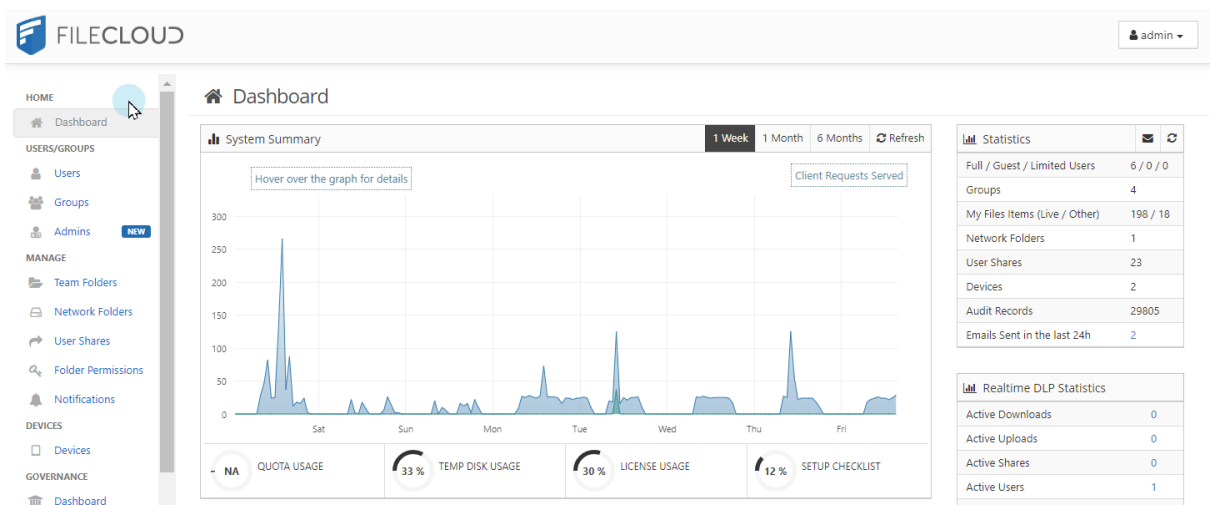 FILECLOUD
admin
HOME
Dashboard
USERS/GROUPS
Users
Groups
Admins NEW
MANAGE
Team Folders
Network Folders
User Shares
Folder Permissions
Notifications
DEVICES
Devices
GOVERNANCE
Dashboard
Dashboard
System Summary 1 Week 1 Month 6 Months Refresh
Hover over the graph for details
Client Requests Served
300
250
200
150
100
50
0
Sat Sun Mon Tue Wed Thu Fri
NA QUOTA USAGE 33 % TEMP DISK USAGE 30 % LICENSE USAGE 12 % SETUP CHECKLIST
Statistics
Full / Guest / Limited Users 6 / 0 / 0
Groups 4
My Files Items (Live / Other) 198 / 18
Network Folders 1
User Shares 23
Devices 2
Audit Records 29805
Emails Sent in the last 24h 2
Realtime DLP Statistics
Active Downloads 0
Active Uploads 0
Active Shares 0
Active Users 1